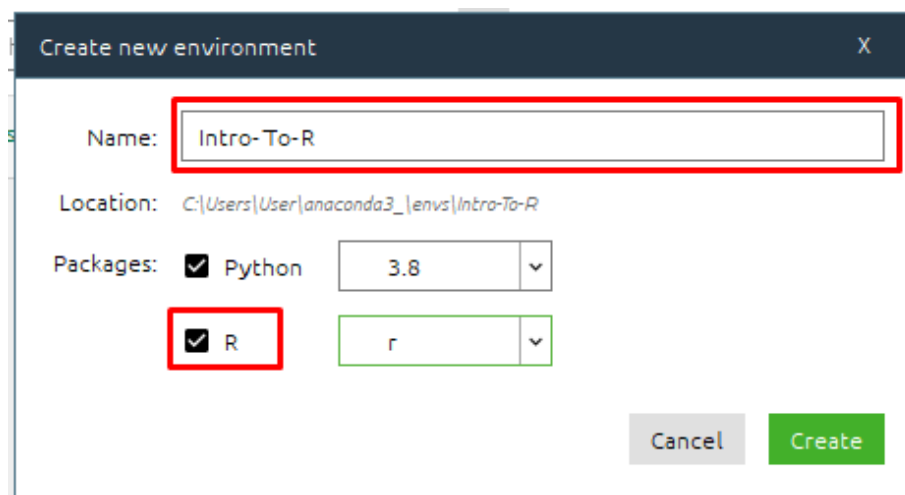 Create new environment X
Name: Intro-To-R
Location: C:\Users\User\anaconda3_\envs\Intro-To-R
Packages: Python 3.8
R r
Cancel Create